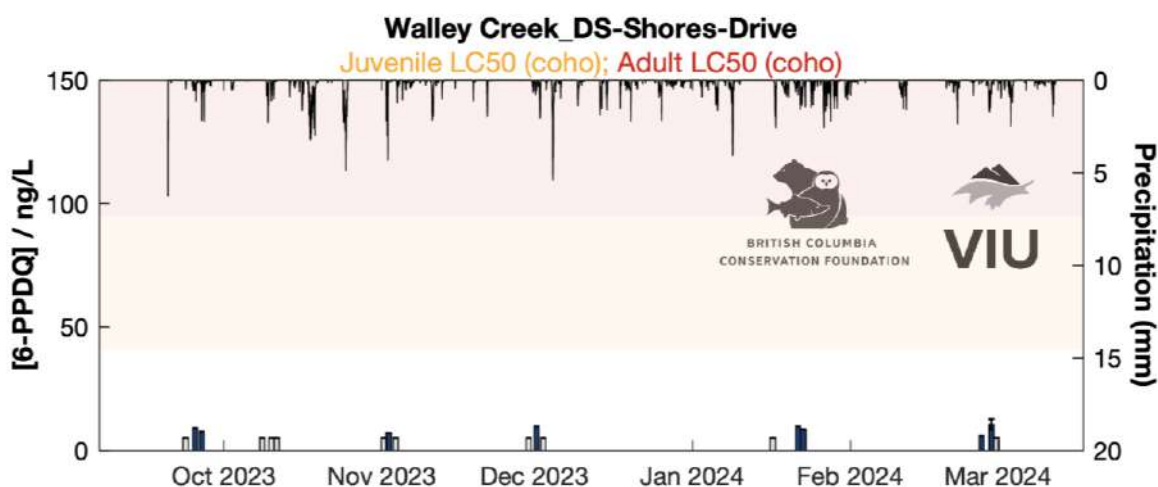 Walley Creek_DS-Shores-Drive
Juvenile LC50 (coho); Adult LC50 (coho)
[6-PPDQ] / ng/L
150
100
50
0
Precipitation (mm)
0
5
10
15
20
BRITISH COLUMBIA
CONSERVATION FOUNDATION
VIU
Oct 2023 Nov 2023 Dec 2023 Jan 2024 Feb 2024 Mar 2024